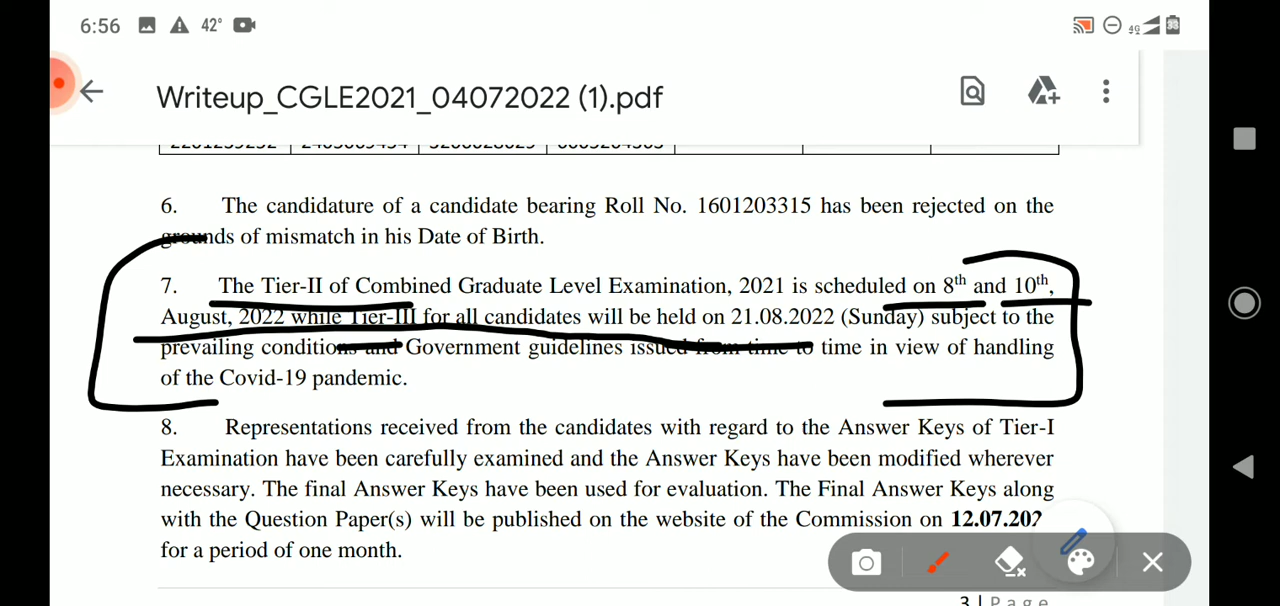 6:56 42°
Writeup_CGLE2021_04072022 (1).pdf
6. The candidature of a candidate bearing Roll No. 1601203315 has been rejected on the
grounds of mismatch in his Date of Birth.
7. The Tier-II of Combined Graduate Level Examination, 2021 is scheduled on 8th and 10th,
August, 2022 while Tier-III for all candidates will be held on 21.08.2022 (Sunday) subject to the
prevailing conditions and Government guidelines issued from time to time in view of handling
of the Covid-19 pandemic.
8. Representations received from the candidates with regard to the Answer Keys of Tier-I
Examination have been carefully examined and the Answer Keys have been modified wherever
necessary. The final Answer Keys have been used for evaluation. The Final Answer Keys along
with the Question Paper(s) will be published on the website of the Commission on 12.07.202
for a period of one month.
3 | Page